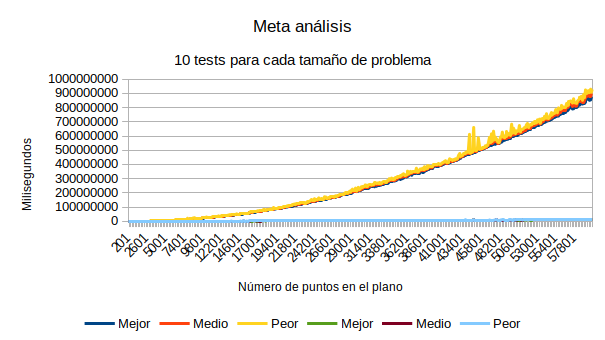 Meta análisis
10 tests para cada tamaño de problema
1000000000
900000000
800000000
700000000
600000000
500000000
400000000
300000000
200000000
100000000
0
Milisegundos
201 2601 5001 7401 9801 12201 14601 17001 19401 21801 24201 26601 29001 31401 33801 36201 38601 41001 43401 45801 48201 50601 53001 55401 57801
Número de puntos en el plano
Mejor Medio Peor Mejor Medio Peor